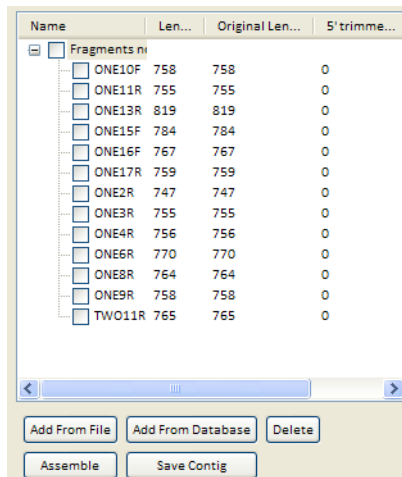 Name Len... Original Len... 5' trimme...
Fragments n
ONE10F 758 758 0
ONE11R 755 755 0
ONE13R 819 819 0
ONE15F 784 784 0
ONE16F 767 767 0
ONE17R 759 759 0
ONE2R 747 747 0
ONE3R 755 755 0
ONE4R 756 756 0
ONE6R 770 770 0
ONE8R 764 764 0
ONE9R 758 758 0
TWO11R 765 765 0
Add From File Add From Database Delete
Assemble Save Contig